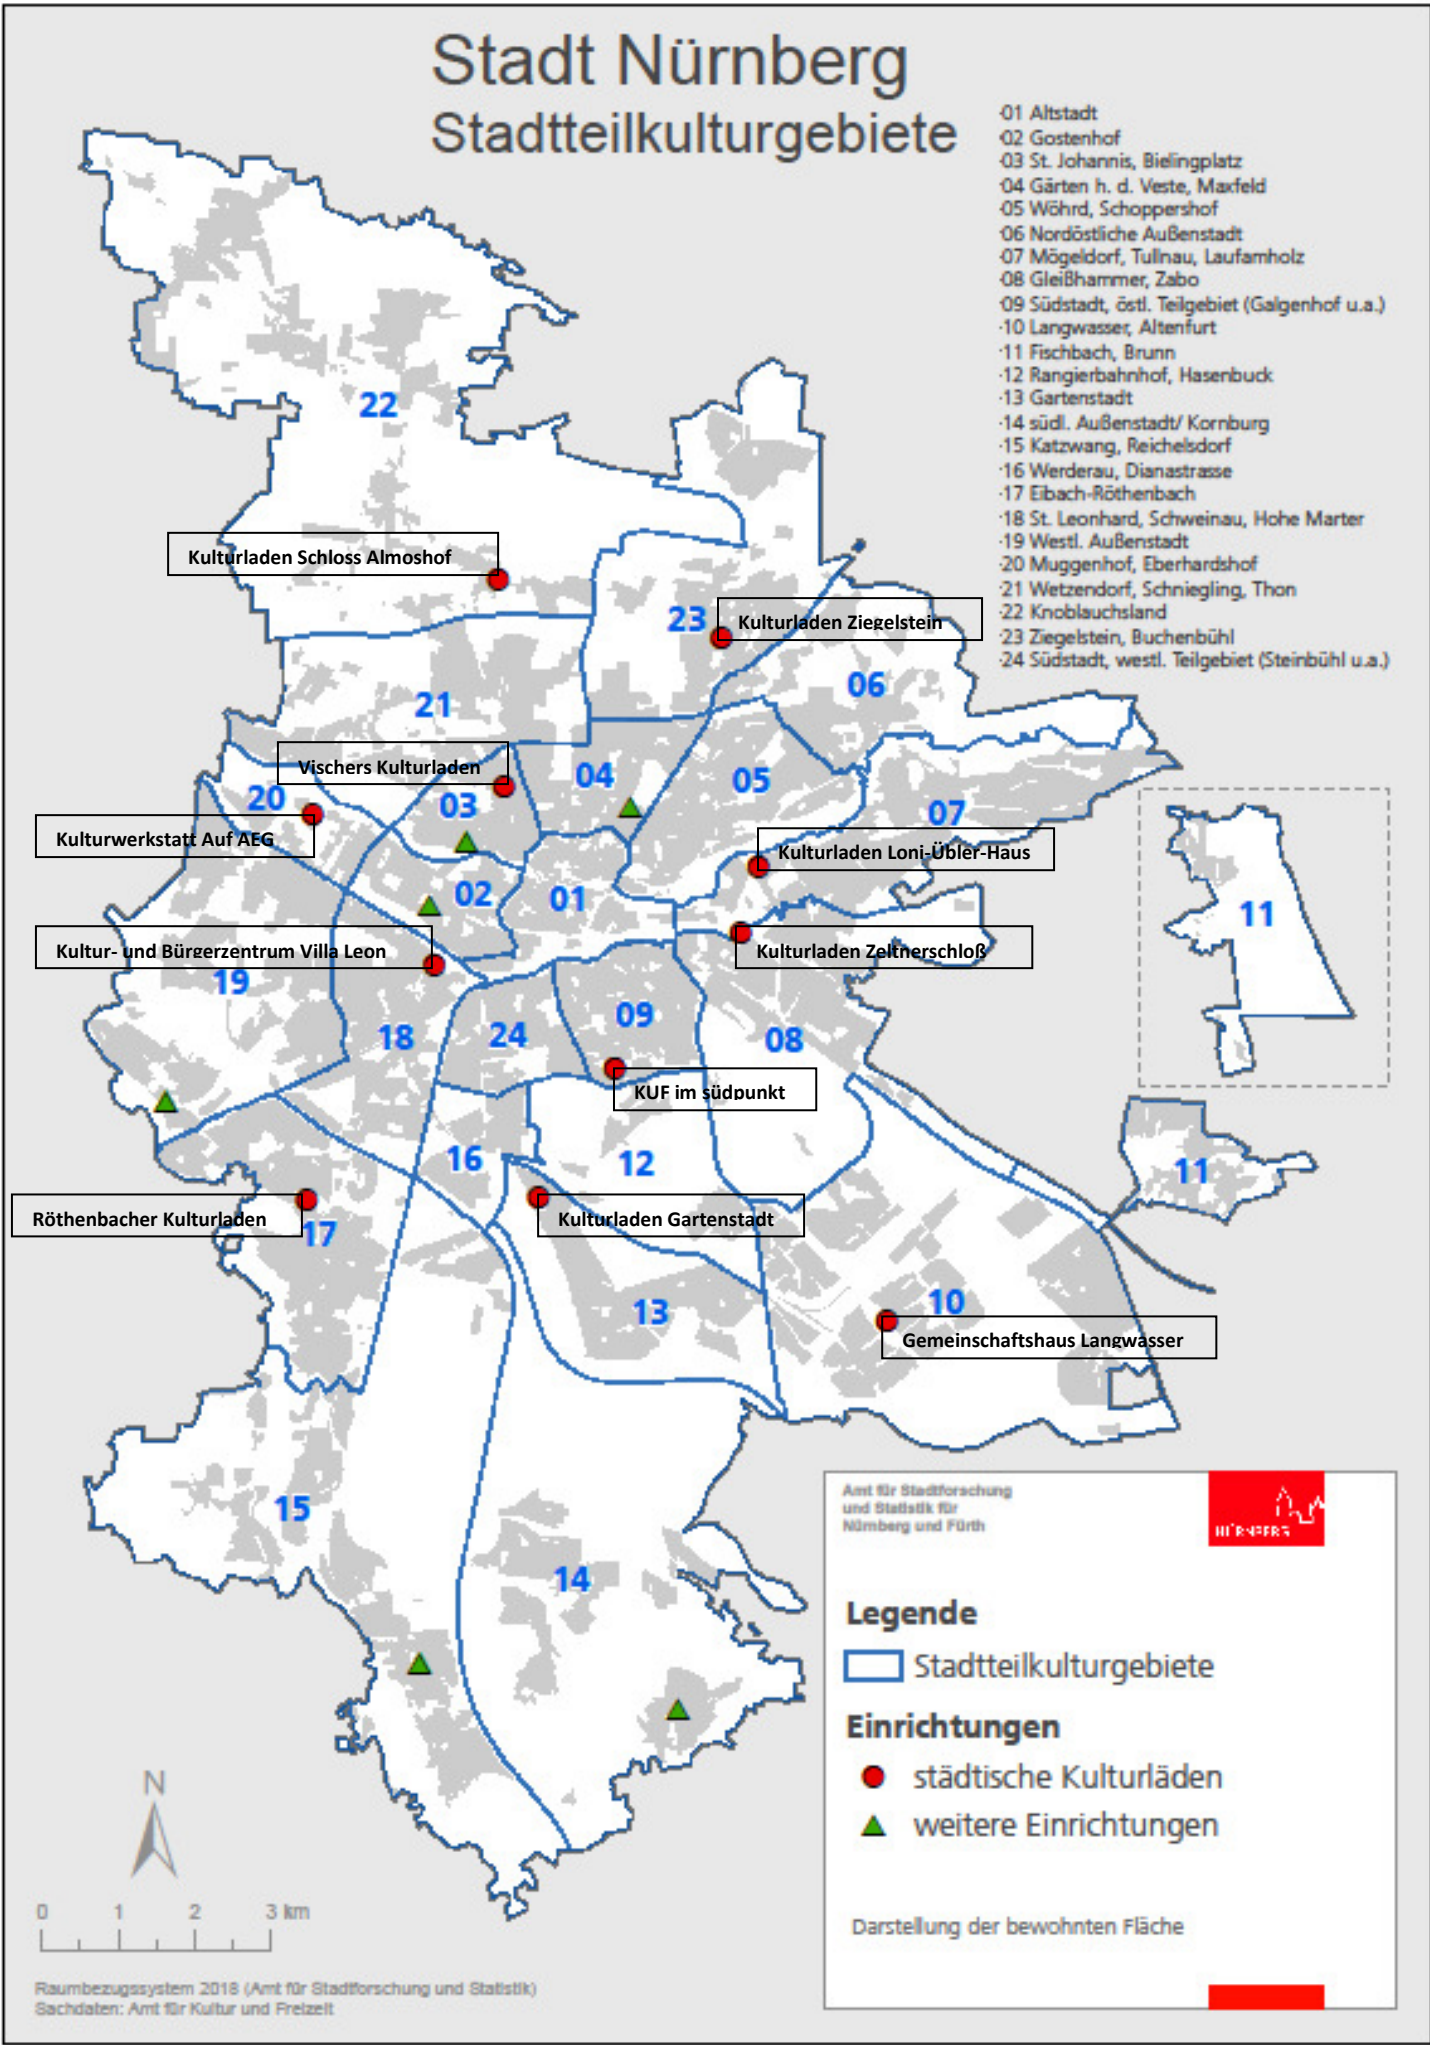 Stadt Nürnberg
Stadtteilkulturgebiete
01 Altstadt
02 Gostenhof
03 St. Johannis, Bielingplatz
04 Gärten h. d. Veste, Maxfeld
05 Wöhrd, Schoppershof
06 Nordöstliche Außenstadt
07 Mögeldorf, Tullnau, Laufamholz
08 Gleißhammer, Zabo
09 Südstadt, östl. Teilgebiet (Galgenhof u.a.)
10 Langwasser, Altenfurt
11 Fischbach, Brunn
12 Rangierbahnhof, Hasenbuck
13 Gartenstadt
14 südl. Außenstadt/ Kornburg
15 Katzwang, Reichelsdorf
16 Werderau, Dianastrasse
17 Eibach-Röthenbach
18 St. Leonhard, Schweinau, Hohe Marter
19 Westl. Außenstadt
20 Muggenhof, Eberhardshof
21 Wetzendorf, Schniegling, Thon
22 Knoblauchsland
23 Ziegelstein, Buchenbühl
24 Südstadt, westl. Teilgebiet (Steinbühl u.a.)
22
Kulturladen Schloss Almoshof
23
Kulturladen Ziegelstein
06
21
Vischers Kulturladen
04
05
20
03
07
Kulturwerkstatt Auf AEG
Kulturladen Loni-Übler-Haus
02
01
11
Kultur- und Bürgerzentrum Villa Leon
Kulturladen Zeltnerschloß
19
18
24
09
08
KUF im südpunkt
16
12
11
Röthenbacher Kulturladen
17
Kulturladen Gartenstadt
13
10
Gemeinschaftshaus Langwasser
15
14
Amt für Stadtforschung
und Statistik für
Nürnberg und Fürth
NÜRNBERG
Legende
Stadtteilkulturgebiete
Einrichtungen
städtische Kulturläden
weitere Einrichtungen
Darstellung der bewohnten Fläche
N
0 1 2 3 km
Raumbezugssystem 2018 (Amt für Stadtforschung und Statistik)
Sachdaten: Amt für Kultur und Freizeit